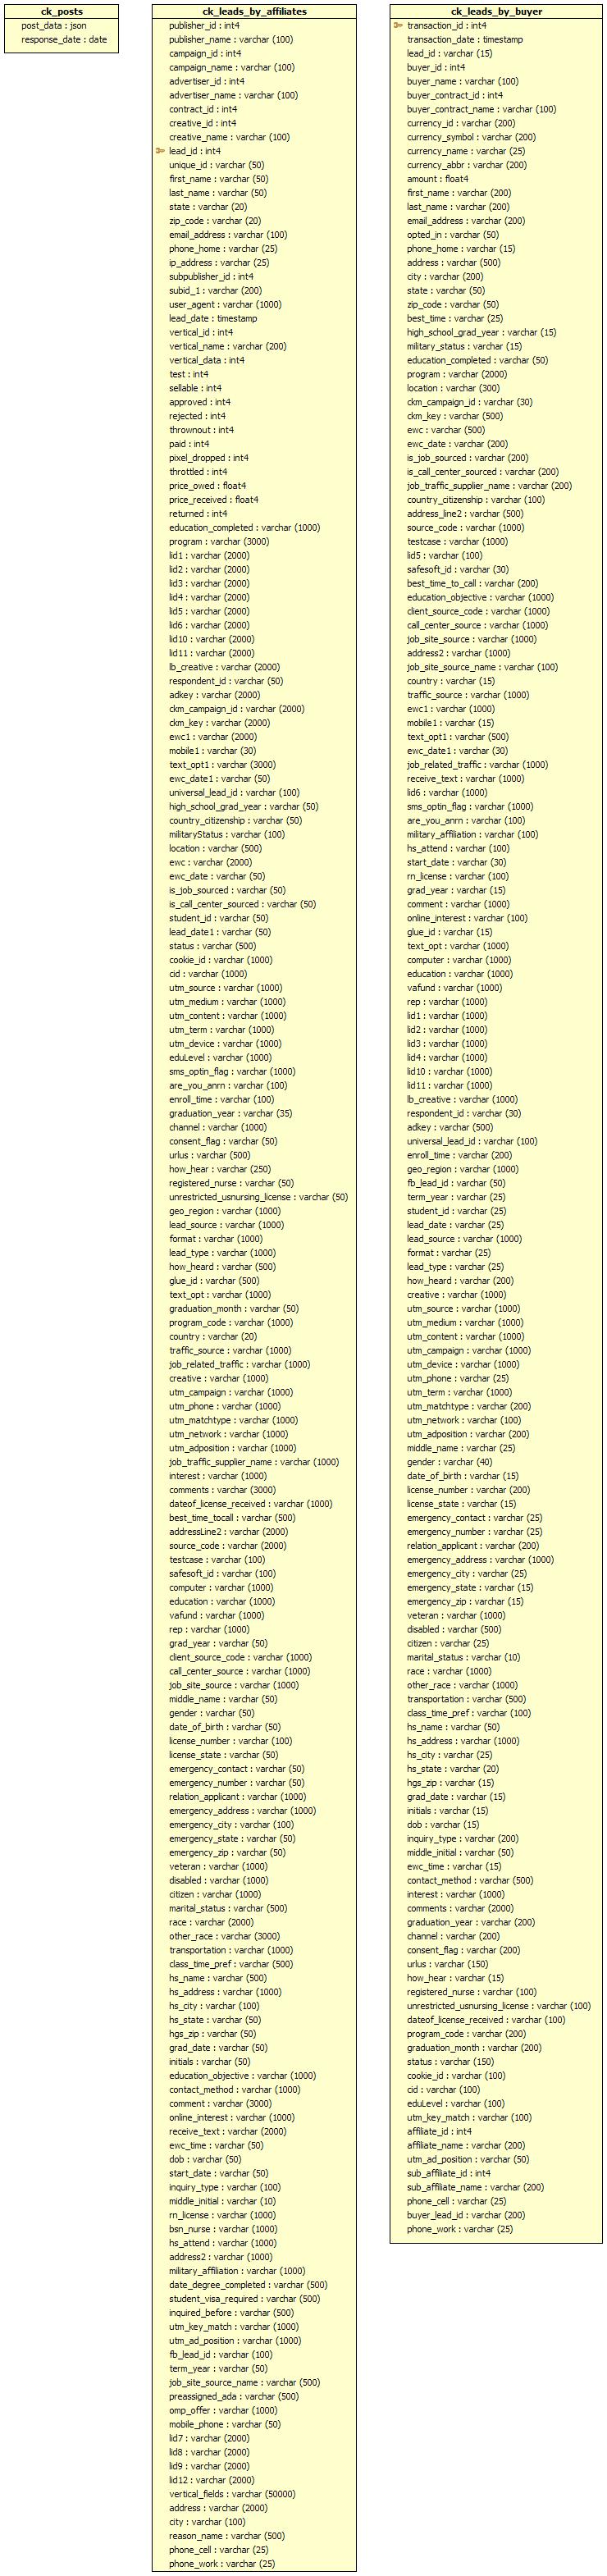 ck_posts
post_data : json
response_date : date
ck_leads_by_affiliates
publisher_id : int4
publisher_name : varchar (100)
campaign_id : int4
campaign_name : varchar (100)
advertiser_id : int4
advertiser_name : varchar (100)
contract_id : int4
creative_id : int4
creative_name : varchar (100)
lead_id : int4
unique_id : varchar (50)
first_name : varchar (50)
last_name : varchar (50)
state : varchar (20)
zip_code : varchar (20)
email_address : varchar (100)
phone_home : varchar (25)
ip_address : varchar (25)
subpublisher_id : int4
subid_1 : varchar (200)
user_agent : varchar (1000)
lead_date : timestamp
vertical_id : int4
vertical_name : varchar (200)
vertical_data : int4
test : int4
sellable : int4
approved : int4
rejected : int4
thrownout : int4
paid : int4
pixel_dropped : int4
throttled : int4
price_owed : float4
price_received : float4
returned : int4
education_completed : varchar (1000)
program : varchar (3000)
lid1 : varchar (2000)
lid2 : varchar (2000)
lid3 : varchar (2000)
lid4 : varchar (2000)
lid5 : varchar (2000)
lid6 : varchar (2000)
lid10 : varchar (2000)
lid11 : varchar (2000)
lb_creative : varchar (2000)
respondent_id : varchar (50)
adkey : varchar (2000)
ckm_campaign_id : varchar (2000)
ckm_key : varchar (2000)
ewc1 : varchar (2000)
mobile1 : varchar (30)
text_opt1 : varchar (3000)
ewc_date1 : varchar (50)
universal_lead_id : varchar (100)
high_school_grad_year : varchar (50)
country_citizenship : varchar (50)
militaryStatus : varchar (100)
location : varchar (500)
ewc : varchar (2000)
ewc_date : varchar (50)
is_job_sourced : varchar (50)
is_call_center_sourced : varchar (50)
student_id : varchar (50)
lead_date1 : varchar (50)
status : varchar (500)
cookie_id : varchar (1000)
cid : varchar (1000)
utm_source : varchar (1000)
utm_medium : varchar (1000)
utm_content : varchar (1000)
utm_term : varchar (1000)
utm_device : varchar (1000)
eduLevel : varchar (1000)
sms_optin_flag : varchar (1000)
are_you_anrn : varchar (100)
enroll_time : varchar (100)
graduation_year : varchar (35)
channel : varchar (1000)
consent_flag : varchar (50)
urlus : varchar (500)
how_hear : varchar (250)
registered_nurse : varchar (50)
unrestricted_usnursing_license : varchar (50)
geo_region : varchar (1000)
lead_source : varchar (1000)
format : varchar (1000)
lead_type : varchar (1000)
how_heard : varchar (500)
glue_id : varchar (500)
text_opt : varchar (1000)
graduation_month : varchar (50)
program_code : varchar (1000)
country : varchar (20)
traffic_source : varchar (1000)
job_related_traffic : varchar (1000)
creative : varchar (1000)
utm_campaign : varchar (1000)
utm_phone : varchar (1000)
utm_matchtype : varchar (1000)
utm_network : varchar (1000)
utm_adposition : varchar (1000)
job_traffic_supplier_name : varchar (1000)
interest : varchar (1000)
comments : varchar (3000)
dateof_license_received : varchar (1000)
best_time_tocall : varchar (500)
addressLine2 : varchar (2000)
source_code : varchar (2000)
testcase : varchar (100)
safesoft_id : varchar (100)
computer : varchar (1000)
education : varchar (1000)
vafund : varchar (1000)
rep : varchar (1000)
grad_year : varchar (50)
client_source_code : varchar (1000)
call_center_source : varchar (1000)
job_site_source : varchar (1000)
middle_name : varchar (50)
gender : varchar (50)
date_of_birth : varchar (50)
license_number : varchar (100)
license_state : varchar (50)
emergency_contact : varchar (50)
emergency_number : varchar (50)
relation_applicant : varchar (1000)
emergency_address : varchar (1000)
emergency_city : varchar (100)
emergency_state : varchar (50)
emergency_zip : varchar (50)
veteran : varchar (1000)
disabled : varchar (1000)
citizen : varchar (1000)
marital_status : varchar (500)
race : varchar (2000)
other_race : varchar (3000)
transportation : varchar (1000)
class_time_pref : varchar (500)
hs_name : varchar (500)
hs_address : varchar (1000)
hs_city : varchar (100)
hs_state : varchar (50)
hgs_zip : varchar (50)
grad_date : varchar (50)
initials : varchar (50)
education_objective : varchar (1000)
contact_method : varchar (1000)
comment : varchar (3000)
online_interest : varchar (1000)
receive_text : varchar (2000)
ewc_time : varchar (50)
dob : varchar (50)
start_date : varchar (50)
inquiry_type : varchar (100)
middle_initial : varchar (10)
rn_license : varchar (1000)
bsn_nurse : varchar (1000)
hs_attend : varchar (1000)
address2 : varchar (1000)
military_affiliation : varchar (1000)
date_degree_completed : varchar (500)
student_visa_required : varchar (500)
inquired_before : varchar (500)
utm_key_match : varchar (1000)
utm_ad_position : varchar (1000)
fb_lead_id : varchar (100)
term_year : varchar (50)
job_site_source_name : varchar (500)
preassigned_ada : varchar (500)
omp_offer : varchar (1000)
mobile_phone : varchar (50)
lid7 : varchar (2000)
lid8 : varchar (2000)
lid9 : varchar (2000)
lid12 : varchar (2000)
vertical_fields : varchar (50000)
address : varchar (2000)
city : varchar (100)
reason_name : varchar (500)
phone_cell : varchar (25)
phone_work : varchar (25)
ck_leads_by_buyer
transaction_id : int4
transaction_date : timestamp
lead_id : varchar (15)
buyer_id : int4
buyer_name : varchar (100)
buyer_contract_id : int4
buyer_contract_name : varchar (100)
currency_id : varchar (200)
currency_symbol : varchar (200)
currency_name : varchar (25)
currency_abbr : varchar (200)
amount : float4
first_name : varchar (200)
last_name : varchar (200)
email_address : varchar (200)
opted_in : varchar (50)
phone_home : varchar (15)
address : varchar (500)
city : varchar (200)
state : varchar (50)
zip_code : varchar (50)
best_time : varchar (25)
high_school_grad_year : varchar (15)
military_status : varchar (15)
education_completed : varchar (50)
program : varchar (2000)
location : varchar (300)
ckm_campaign_id : varchar (30)
ckm_key : varchar (500)
ewc : varchar (500)
ewc_date : varchar (200)
is_job_sourced : varchar (200)
is_call_center_sourced : varchar (200)
job_traffic_supplier_name : varchar (200)
country_citizenship : varchar (100)
address_line2 : varchar (500)
source_code : varchar (1000)
testcase : varchar (1000)
lid5 : varchar (100)
safesoft_id : varchar (30)
best_time_to_call : varchar (200)
education_objective : varchar (1000)
client_source_code : varchar (1000)
call_center_source : varchar (1000)
job_site_source : varchar (1000)
address2 : varchar (1000)
job_site_source_name : varchar (100)
country : varchar (15)
traffic_source : varchar (1000)
ewc1 : varchar (1000)
mobile1 : varchar (15)
text_opt1 : varchar (500)
ewc_date1 : varchar (30)
job_related_traffic : varchar (1000)
receive_text : varchar (1000)
lid6 : varchar (1000)
sms_optin_flag : varchar (1000)
are_you_anrn : varchar (100)
military_affiliation : varchar (100)
hs_attend : varchar (100)
start_date : varchar (30)
rn_license : varchar (100)
grad_year : varchar (15)
comment : varchar (1000)
online_interest : varchar (100)
glue_id : varchar (15)
text_opt : varchar (1000)
computer : varchar (1000)
education : varchar (1000)
vafund : varchar (1000)
rep : varchar (1000)
lid1 : varchar (1000)
lid2 : varchar (1000)
lid3 : varchar (1000)
lid4 : varchar (1000)
lid10 : varchar (1000)
lid11 : varchar (1000)
lb_creative : varchar (1000)
respondent_id : varchar (30)
adkey : varchar (500)
universal_lead_id : varchar (100)
enroll_time : varchar (200)
geo_region : varchar (1000)
fb_lead_id : varchar (50)
term_year : varchar (25)
student_id : varchar (25)
lead_date : varchar (25)
lead_source : varchar (1000)
format : varchar (25)
lead_type : varchar (25)
how_heard : varchar (200)
creative : varchar (1000)
utm_source : varchar (1000)
utm_medium : varchar (1000)
utm_content : varchar (1000)
utm_campaign : varchar (1000)
utm_device : varchar (1000)
utm_phone : varchar (25)
utm_term : varchar (1000)
utm_matchtype : varchar (200)
utm_network : varchar (100)
utm_adposition : varchar (200)
middle_name : varchar (25)
gender : varchar (40)
date_of_birth : varchar (15)
license_number : varchar (200)
license_state : varchar (15)
emergency_contact : varchar (25)
emergency_number : varchar (25)
relation_applicant : varchar (200)
emergency_address : varchar (1000)
emergency_city : varchar (25)
emergency_state : varchar (15)
emergency_zip : varchar (15)
veteran : varchar (1000)
disabled : varchar (500)
citizen : varchar (25)
marital_status : varchar (10)
race : varchar (1000)
other_race : varchar (1000)
transportation : varchar (500)
class_time_pref : varchar (100)
hs_name : varchar (50)
hs_address : varchar (1000)
hs_city : varchar (25)
hs_state : varchar (20)
hgs_zip : varchar (15)
grad_date : varchar (15)
initials : varchar (15)
dob : varchar (15)
inquiry_type : varchar (200)
middle_initial : varchar (50)
ewc_time : varchar (15)
contact_method : varchar (500)
interest : varchar (1000)
comments : varchar (2000)
graduation_year : varchar (200)
channel : varchar (200)
consent_flag : varchar (200)
urlus : varchar (150)
how_hear : varchar (15)
registered_nurse : varchar (100)
unrestricted_usnursing_license : varchar (100)
dateof_license_received : varchar (100)
program_code : varchar (200)
graduation_month : varchar (200)
status : varchar (150)
cookie_id : varchar (100)
cid : varchar (100)
eduLevel : varchar (100)
utm_key_match : varchar (100)
affiliate_id : int4
affiliate_name : varchar (200)
utm_ad_position : varchar (50)
sub_affiliate_id : int4
sub_affiliate_name : varchar (200)
phone_cell : varchar (25)
buyer_lead_id : varchar (200)
phone_work : varchar (25)